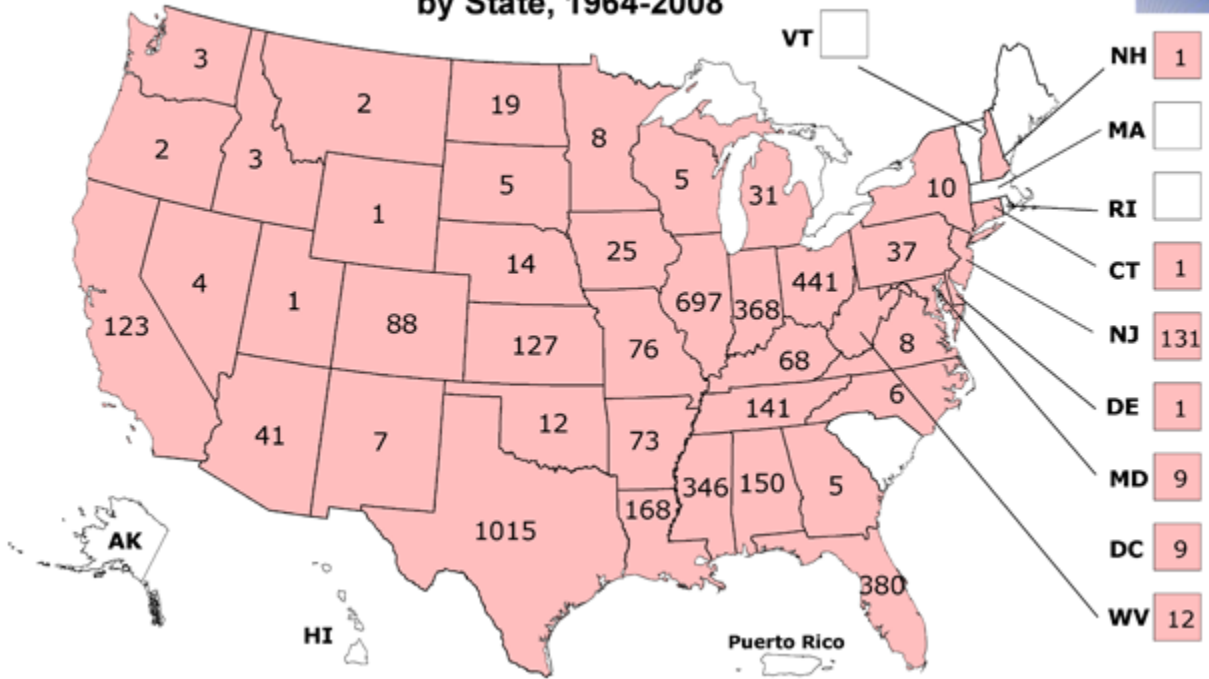 by State, 1964-2008
VT
NH 1
3
2
19
8
MA
2
3
5
5
31
10
RI
1
14
25
37
CT 1
4
1
88
127
76
697
368
441
8
NJ 131
123
68
6
DE 1
41
7
12
73
141
MD 9
346
150
5
168
1015
DC 9
AK
380
WV 12
HI
Puerto Rico